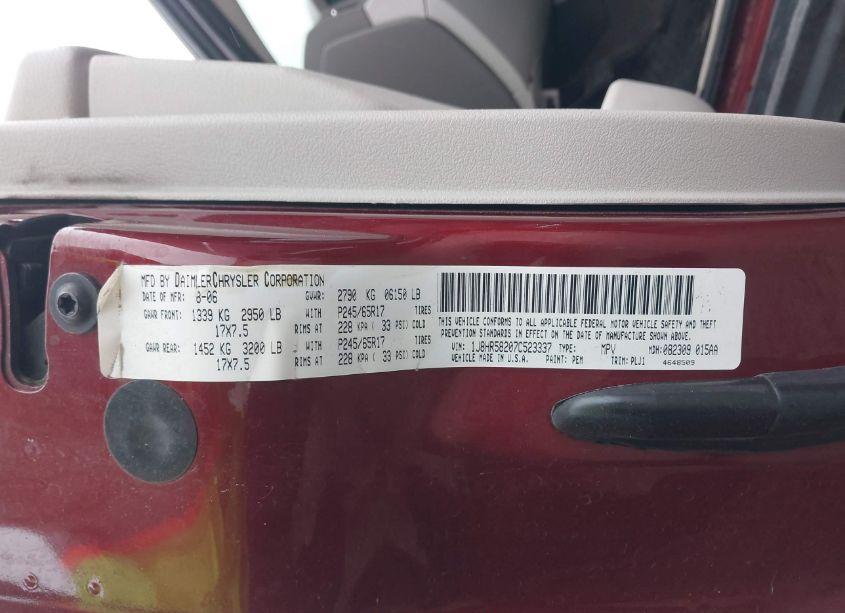 MFD BY DAIMLERCHRYSLER CORPORATION
DATE OF MFR: 8-06 GVWR: 2790 KG 06150 LB
GAWR FRONT: 1339 KG 2950 LB WITH P245/65R17 TIRES
17X7.5 RIMS AT 228 KPA ( 33 PSI) COLD
GAWR REAR: 1452 KG 3200 LB WITH P245/65R17 TIRES
17X7.5 RIMS AT 228 KPA ( 33 PSI) COLD
THIS VEHICLE CONFORMS TO ALL APPLICABLE FEDERAL MOTOR VEHICLE SAFETY AND THEFT
PREVENTION STANDARDS IN EFFECT ON THE DATE OF MANUFACTURE SHOWN ABOVE.
VIN: 1J8HR58207C523337 TYPE: MPV MDH: 082309 015AA
VEHICLE MADE IN U.S.A. PAINT: PEM TRIM: PLJ1 4648509